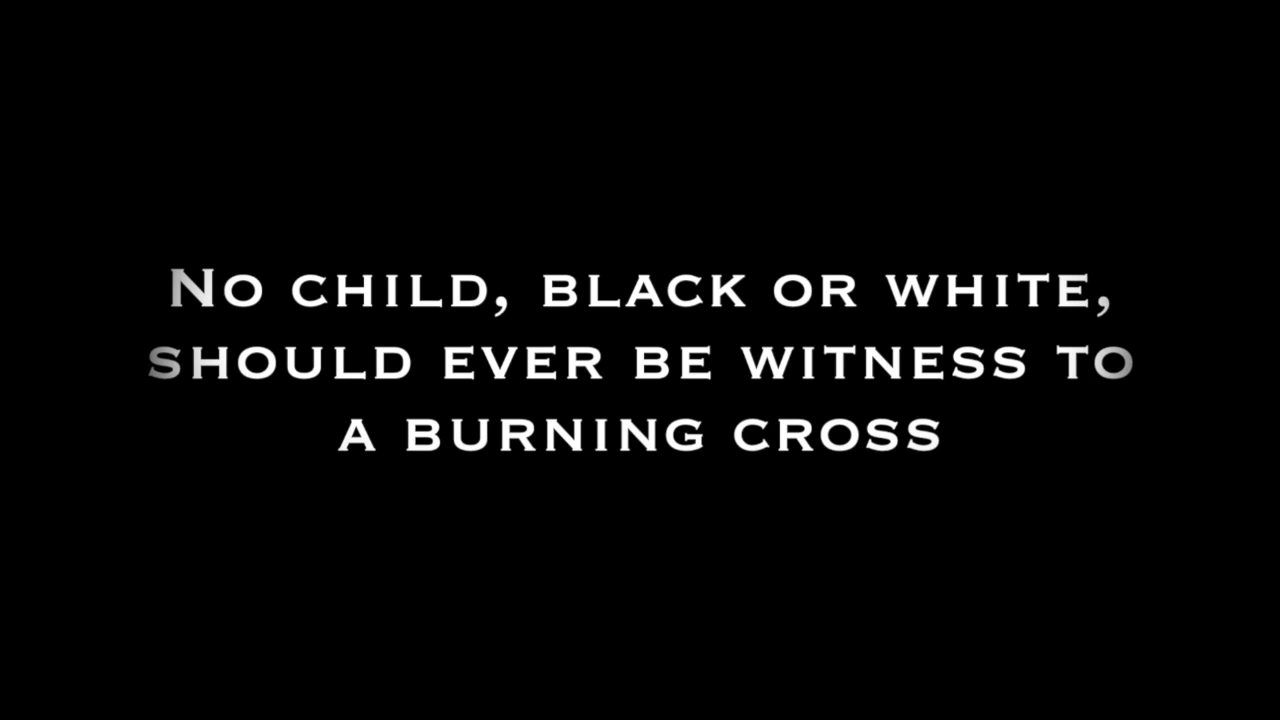 No child, black or white,
should ever be witness to
a burning cross